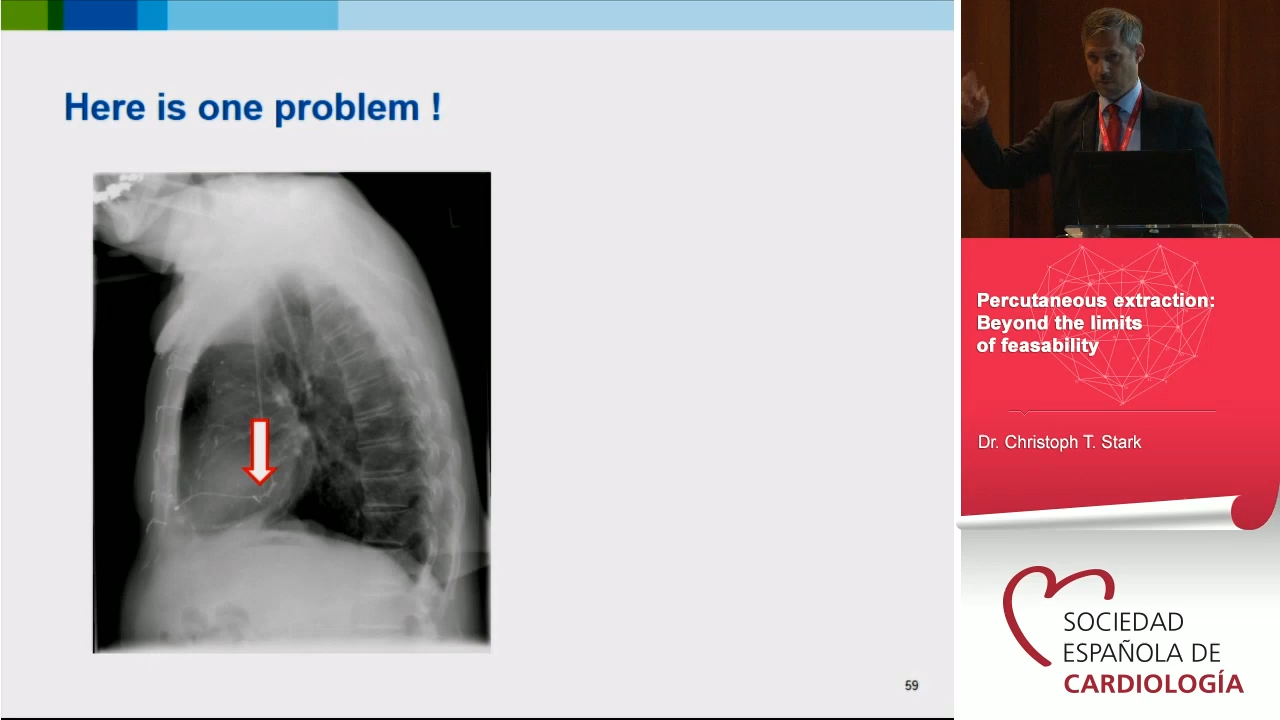 Here is one problem !
L
59
Percutaneous extraction:
Beyond the limits
of feasability
Dr. Christoph T. Stark
SOCIEDAD
ESPAÑOLA DE
CARDIOLOGÍA